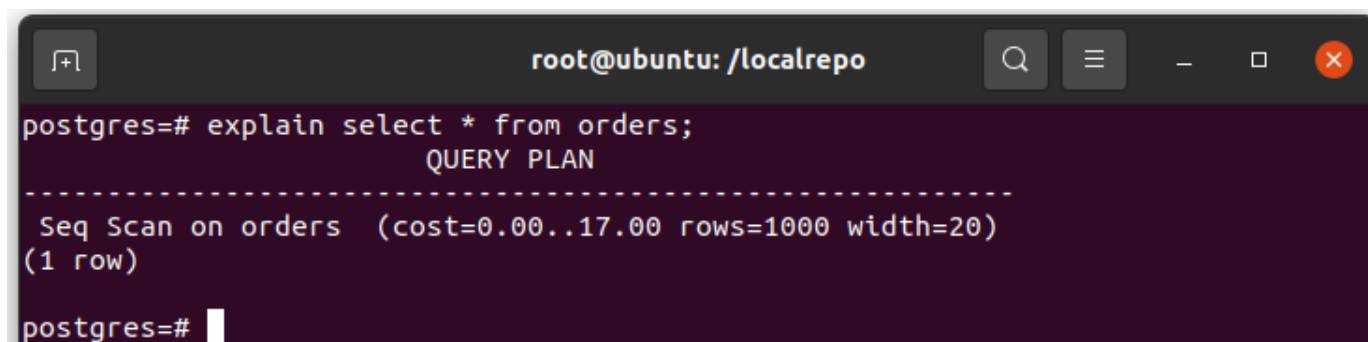 root@ubuntu: /localrepo
postgres=# explain select * from orders;
QUERY PLAN
------------------------------------------------------------
Seq Scan on orders  (cost=0.00..17.00 rows=1000 width=20)
(1 row)
postgres=#